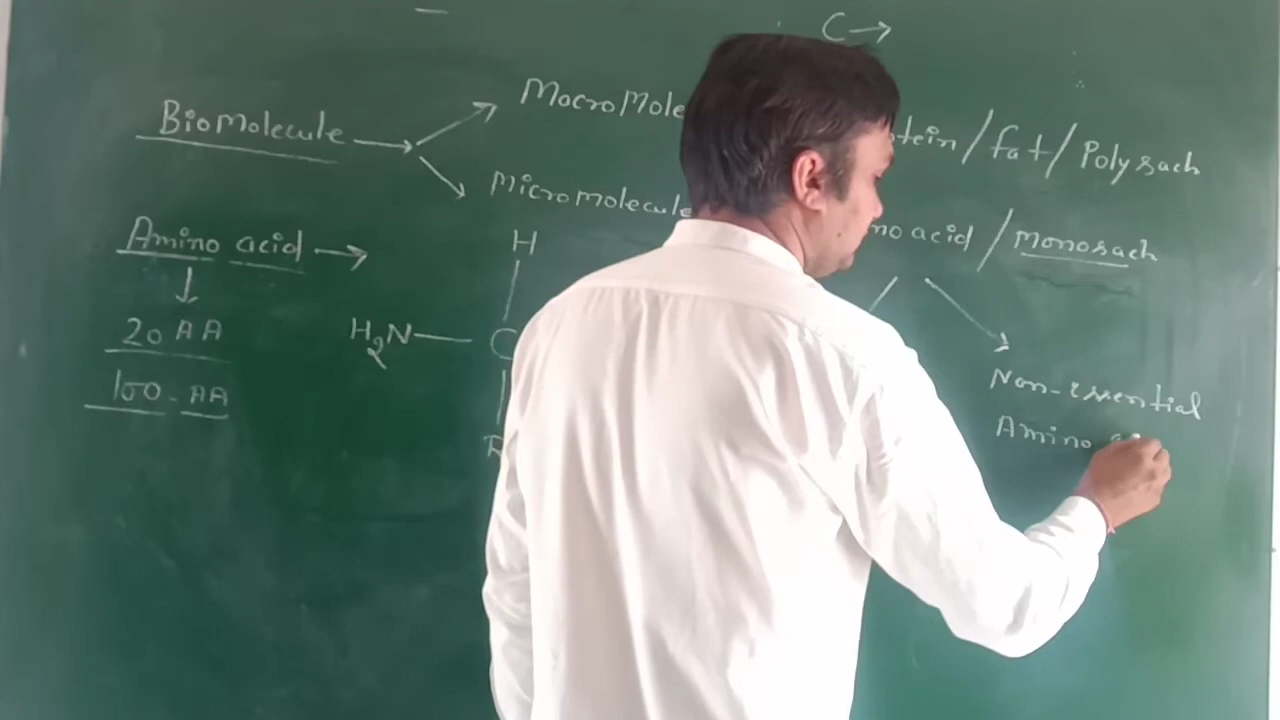 C→
Biomolecule → MacroMole tein/fat/Polysach
Micromolecule no acid / monosach
Amino acid →
H
20 AA
H2N—C
Non-essential
100-AA
Amino
R